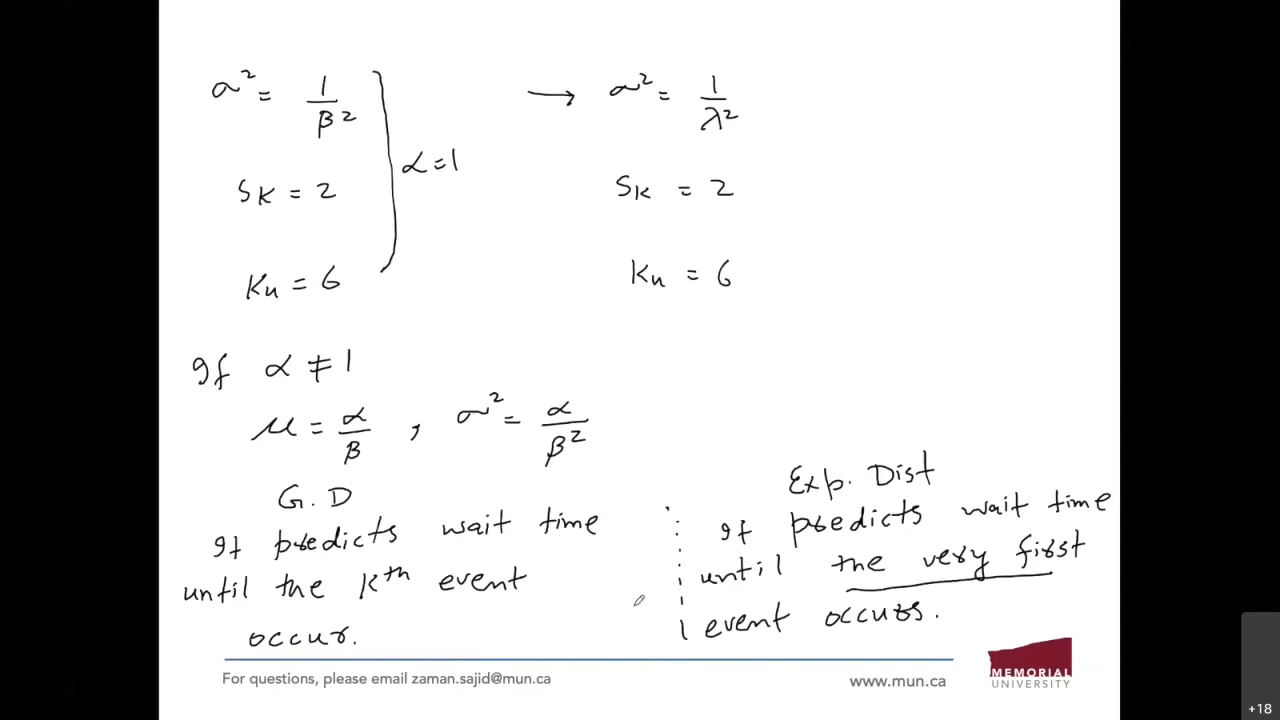 σ² = 1/β² → σ² = 1/λ²
Sk = 2 } α = 1 Sk = 2
Ku = 6 Ku = 6
If α ≠ 1
μ = α/β , σ² = α/β²
G.D
It predicts wait time
until the Kth event
occur.
Exp. Dist
It predicts wait time
until the very first
event occurs.
For questions, please email zaman.sajid@mun.ca
www.mun.ca
MEMORIAL
UNIVERSITY
+18